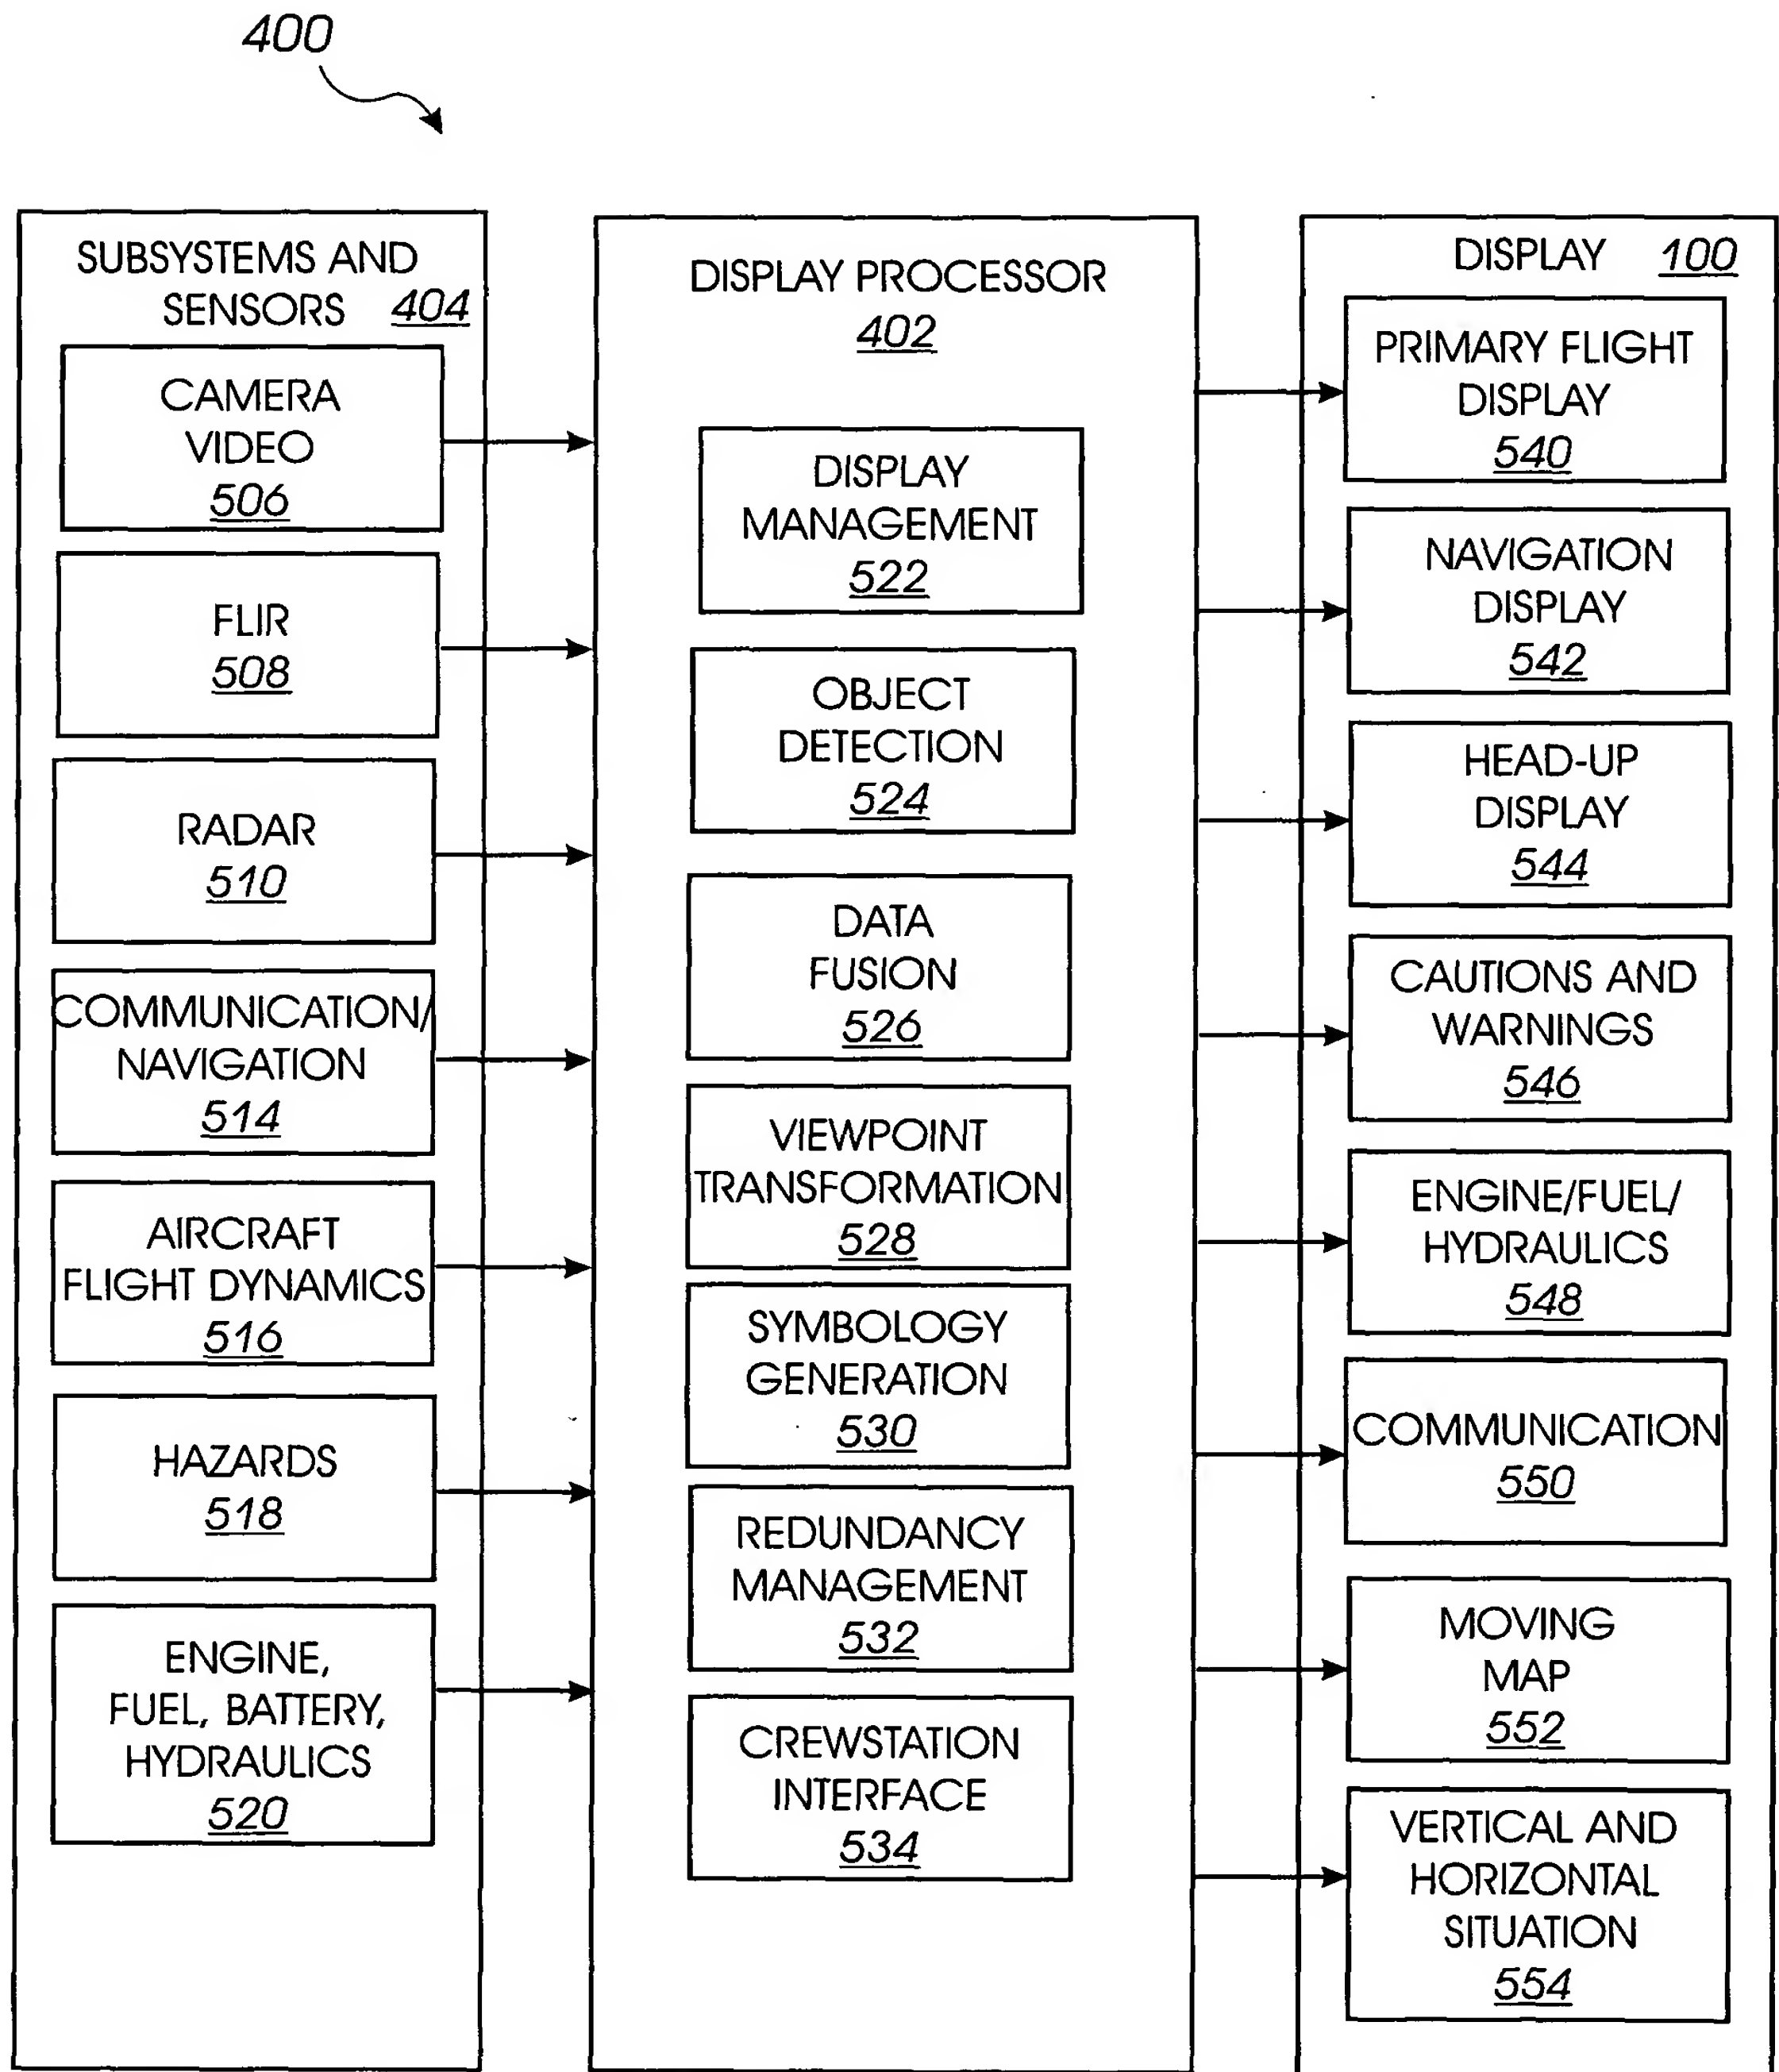 400
SUBSYSTEMS AND
SENSORS 404
CAMERA
VIDEO
506
FLIR
508
RADAR
510
COMMUNICATION/
NAVIGATION
514
AIRCRAFT
FLIGHT DYNAMICS
516
HAZARDS
518
ENGINE,
FUEL, BATTERY,
HYDRAULICS
520
DISPLAY PROCESSOR
402
DISPLAY
MANAGEMENT
522
OBJECT
DETECTION
524
DATA
FUSION
526
VIEWPOINT
TRANSFORMATION
528
SYMBOLOGY
GENERATION
530
REDUNDANCY
MANAGEMENT
532
CREWSTATION
INTERFACE
534
DISPLAY 100
PRIMARY FLIGHT
DISPLAY
540
NAVIGATION
DISPLAY
542
HEAD-UP
DISPLAY
544
CAUTIONS AND
WARNINGS
546
ENGINE/FUEL/
HYDRAULICS
548
COMMUNICATION
550
MOVING
MAP
552
VERTICAL AND
HORIZONTAL
SITUATION
554